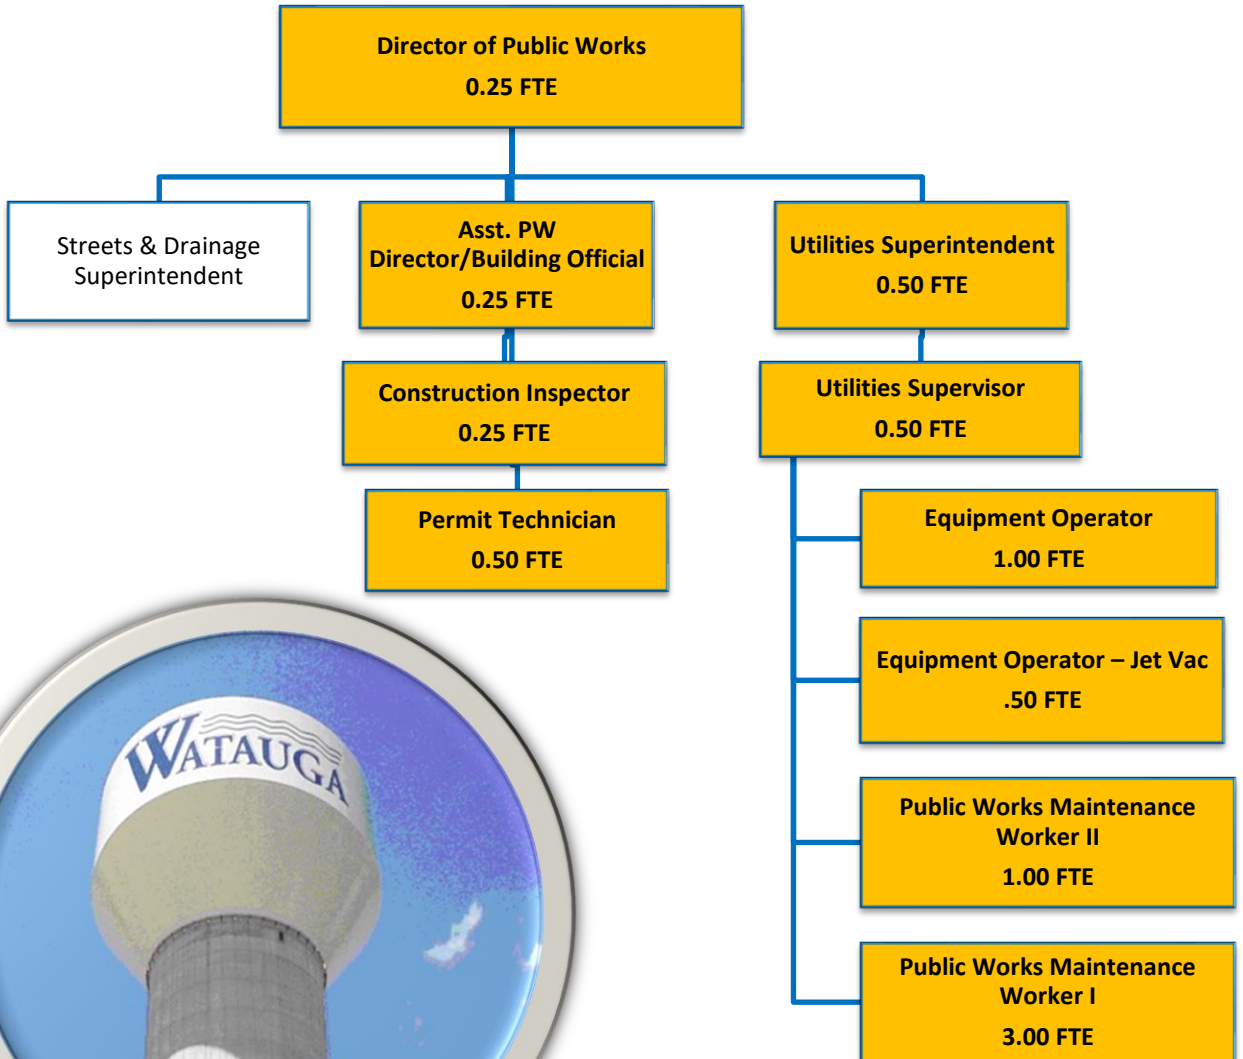 Director of Public Works
0.25 FTE
Streets & Drainage
Superintendent
Asst. PW
Director/Building Official
0.25 FTE
Utilities Superintendent
0.50 FTE
Construction Inspector
0.25 FTE
Utilities Supervisor
0.50 FTE
Permit Technician
0.50 FTE
Equipment Operator
1.00 FTE
Equipment Operator – Jet Vac
.50 FTE
Public Works Maintenance
Worker II
1.00 FTE
Public Works Maintenance
Worker I
3.00 FTE
WATAUGA